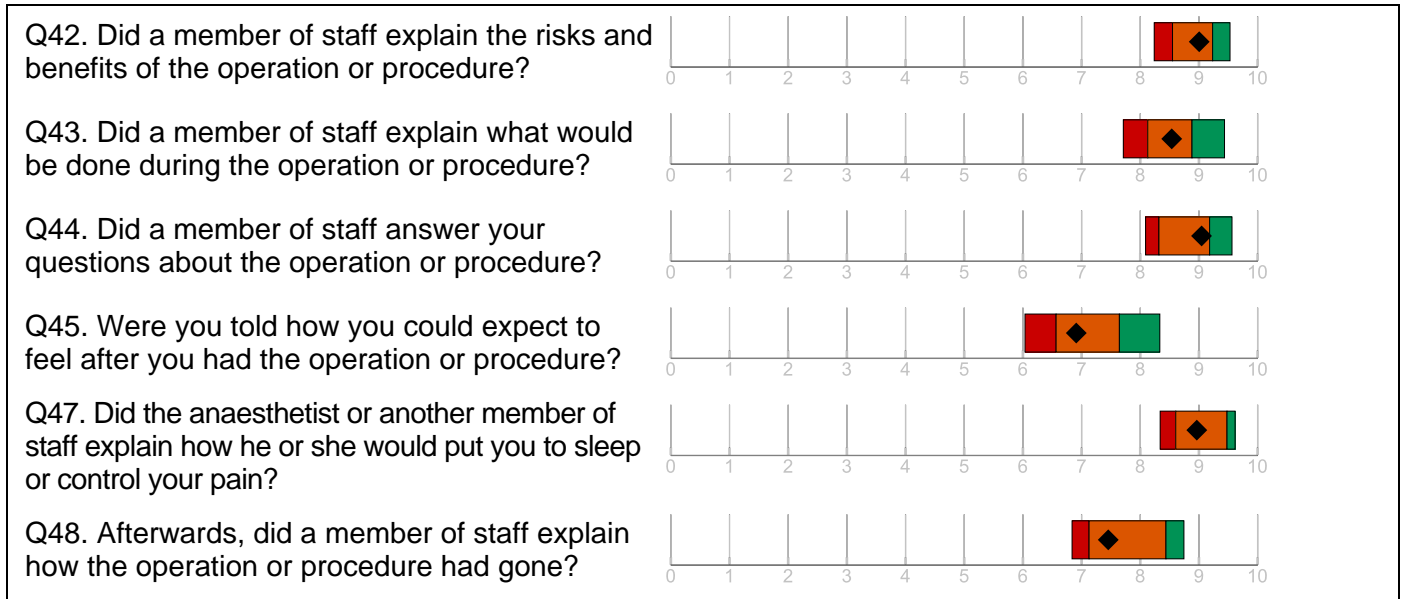 Q42. Did a member of staff explain the risks and
benefits of the operation or procedure?
0 1 2 3 4 5 6 7 8 9 10
Q43. Did a member of staff explain what would
be done during the operation or procedure?
0 1 2 3 4 5 6 7 8 9 10
Q44. Did a member of staff answer your
questions about the operation or procedure?
0 1 2 3 4 5 6 7 8 9 10
Q45. Were you told how you could expect to
feel after you had the operation or procedure?
0 1 2 3 4 5 6 7 8 9 10
Q47. Did the anaesthetist or another member of
staff explain how he or she would put you to sleep
or control your pain?
0 1 2 3 4 5 6 7 8 9 10
Q48. Afterwards, did a member of staff explain
how the operation or procedure had gone?
0 1 2 3 4 5 6 7 8 9 10